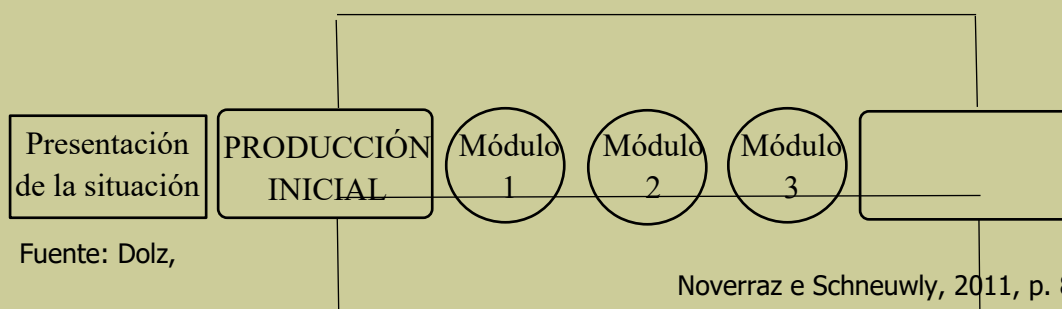 Presentación
de la situación
PRODUCCIÓN
INICIAL
Módulo
1
Módulo
2
Módulo
3
Fuente: Dolz,
Noverraz e Schneuwly, 2011, p.